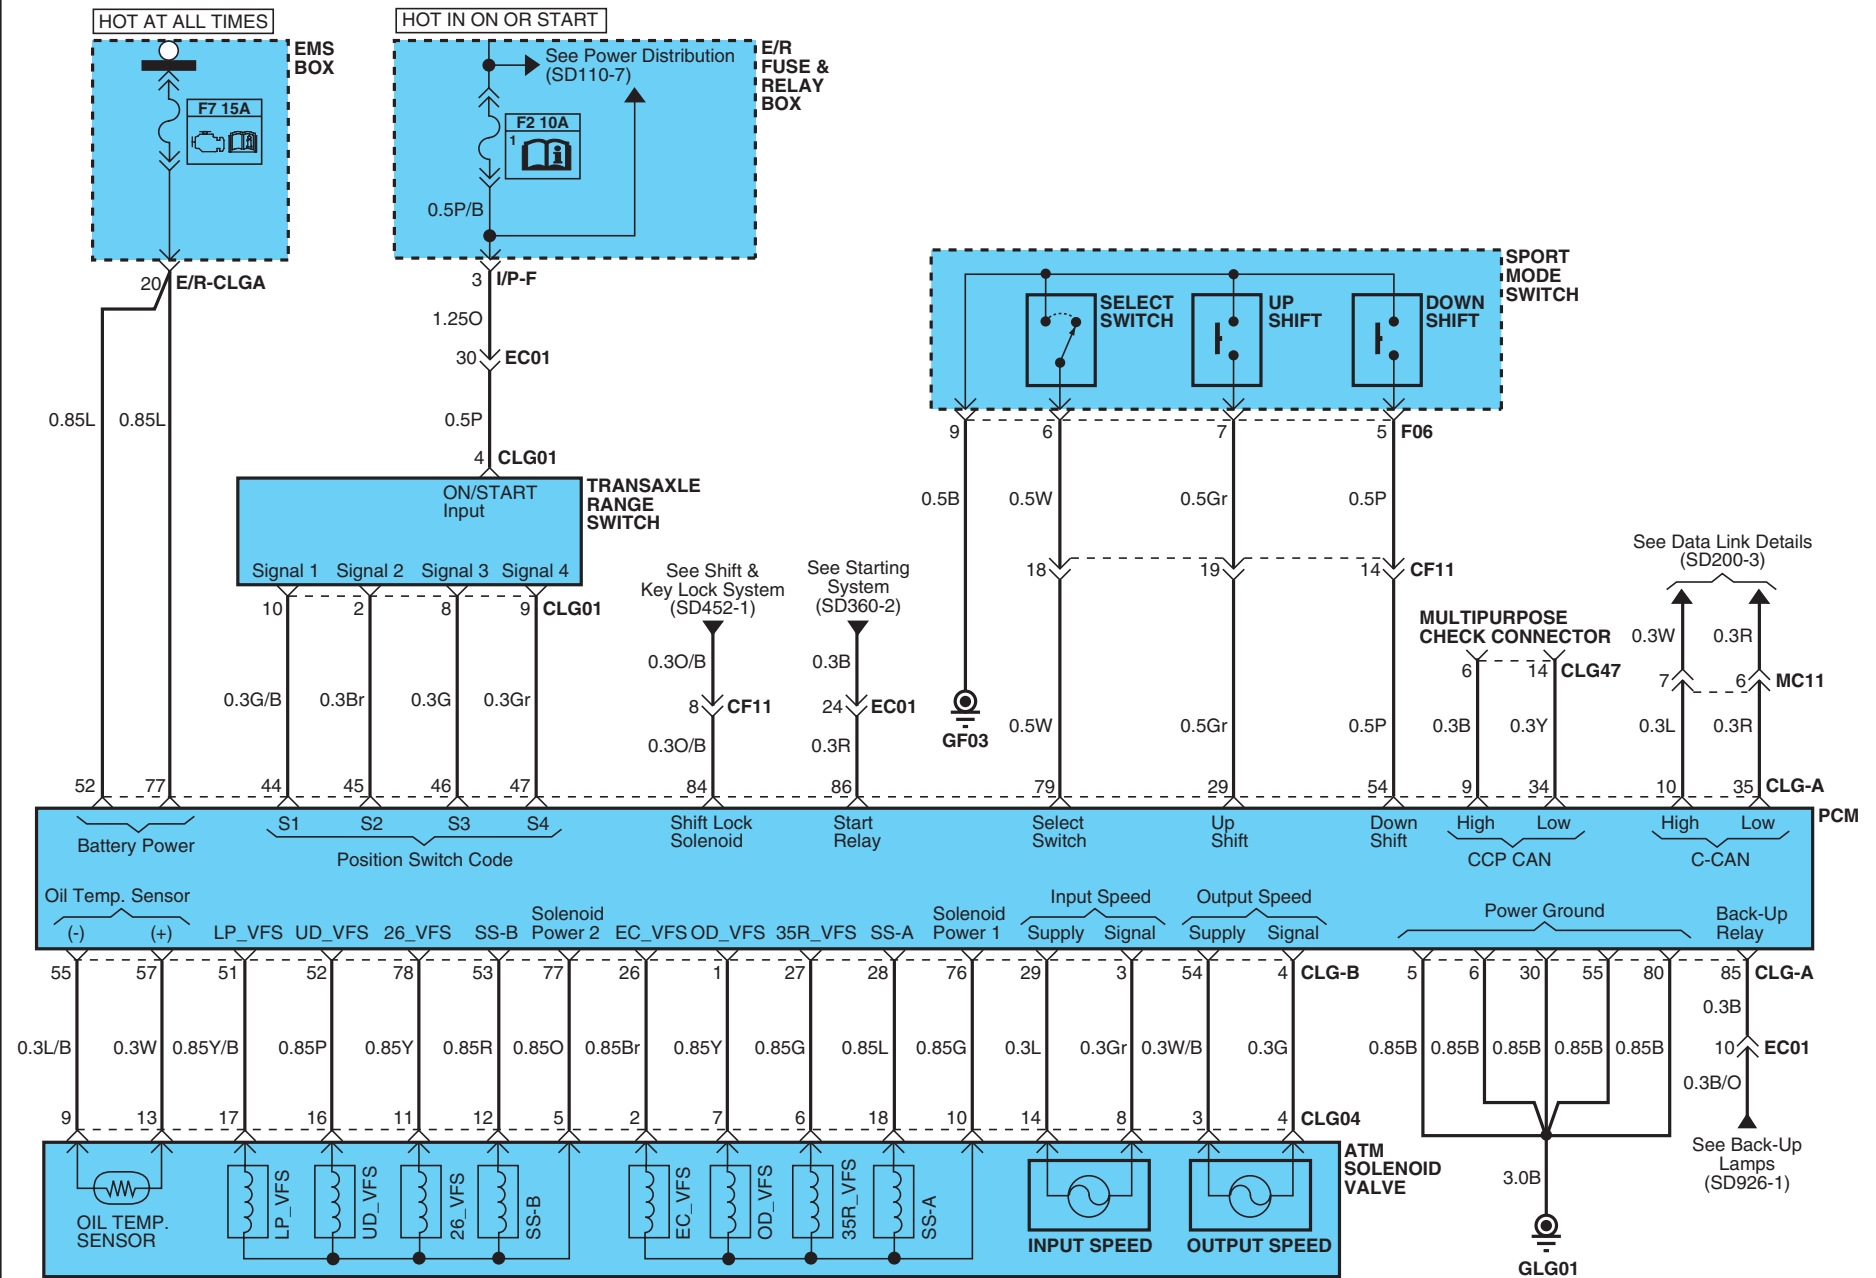 HOT AT ALL TIMES
HOT IN ON OR START
EMS
BOX
F7 15A
See Power Distribution
(SD110-7)
E/R
FUSE &
RELAY
BOX
F2 10A
1
0.5P/B
20 E/R-CLGA
3 I/P-F
1.25O
30 EC01
0.85L 0.85L 0.5P
4 CLG01
SPORT
MODE
SWITCH
SELECT
SWITCH
UP
SHIFT
DOWN
SHIFT
9 6 7 5 F06
0.5B 0.5W 0.5Gr 0.5P
ON/START
Input
TRANSAXLE
RANGE
SWITCH
Signal 1 Signal 2 Signal 3 Signal 4
10 2 8 9 CLG01
See Shift &
Key Lock System
(SD452-1)
See Starting
System
(SD360-2)
18 19 14 CF11
See Data Link Details
(SD200-3)
MULTIPURPOSE
CHECK CONNECTOR
0.3W 0.3R
6 14 CLG47
7 6 MC11
0.3O/B 0.3B
0.3G/B 0.3Br 0.3G 0.3Gr
8 CF11 24 EC01
GF03
0.3O/B 0.3R 0.5W 0.5Gr 0.5P 0.3B 0.3Y 0.3L 0.3R
52 77 44 45 46 47 84 86 79 29 54 9 34 10 35 CLG-A
PCM
Battery Power
S1 S2 S3 S4
Position Switch Code
Shift Lock
Solenoid
Start
Relay
Select
Switch
Up
Shift
Down
Shift
High Low
CCP CAN
High Low
C-CAN
Oil Temp. Sensor
(-) (+)
LP_VFS UD_VFS 26_VFS SS-B
Solenoid
Power 2
EC_VFS OD_VFS 35R_VFS SS-A
Solenoid
Power 1
Input Speed
Supply Signal
Output Speed
Supply Signal
Power Ground
Back-Up
Relay
55 57 51 52 78 53 77 26 1 27 28 76 29 3 54 4 CLG-B
5 6 30 55 80 85 CLG-A
0.3B
0.3L/B 0.3W 0.85Y/B 0.85P 0.85Y 0.85R 0.85O 0.85Br 0.85Y 0.85G 0.85L 0.85G 0.3L 0.3Gr 0.3W/B 0.3G
0.85B 0.85B 0.85B 0.85B 0.85B
10 EC01
0.3B/O
9 13 17 16 11 12 5 2 7 6 18 10 14 8 3 4 CLG04
ATM
SOLENOID
VALVE
OIL TEMP.
SENSOR
LP_VFS
UD_VFS
26_VFS
SS-B
EC_VFS
OD_VFS
35R_VFS
SS-A
INPUT SPEED
OUTPUT SPEED
3.0B
GLG01
See Back-Up
Lamps
(SD926-1)